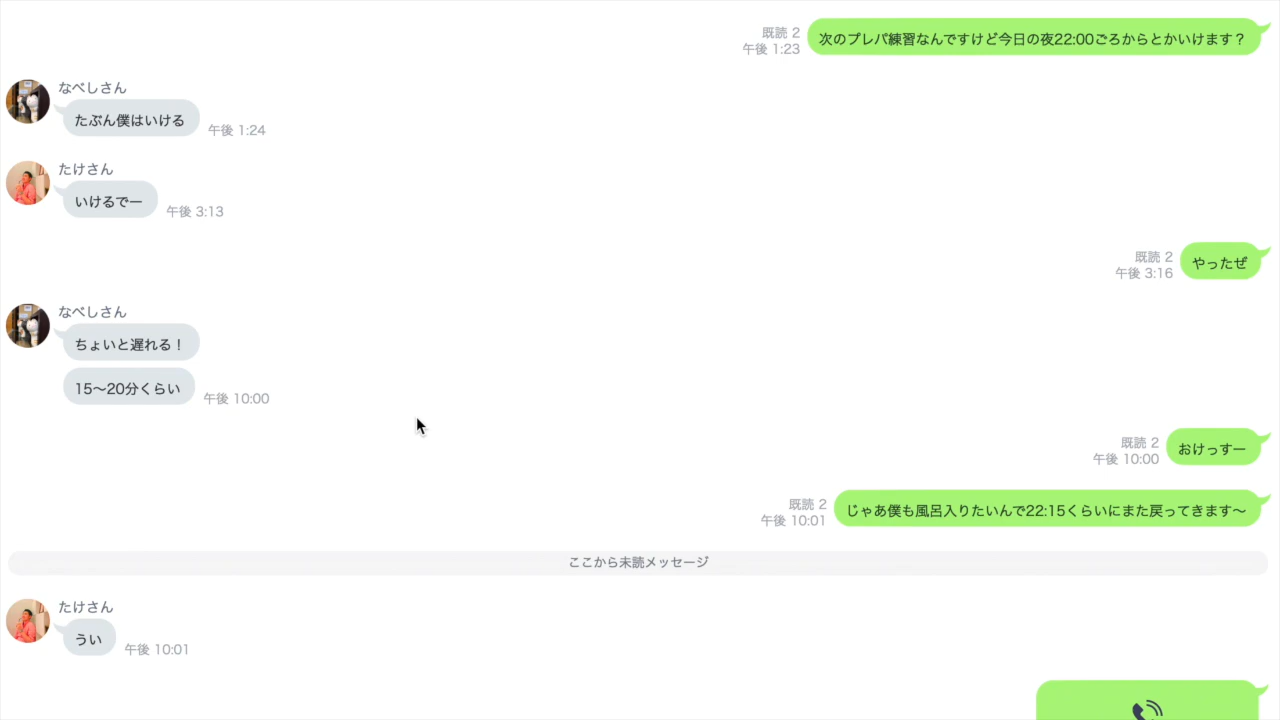 既読 2
午後 1:23
次のプレパ練習なんですけど今日の夜22:00ごろからとかいけます？
なべしさん
たぶん僕はいける
午後 1:24
たけさん
いけるでー
午後 3:13
既読 2
午後 3:16
やったぜ
なべしさん
ちょいと遅れる！
15〜20分くらい
午後 10:00
既読 2
午後 10:00
おけっすー
既読 2
午後 10:01
じゃあ僕も風呂入りたいんで22:15くらいにまた戻ってきます〜
ここから未読メッセージ
たけさん
うい
午後 10:01